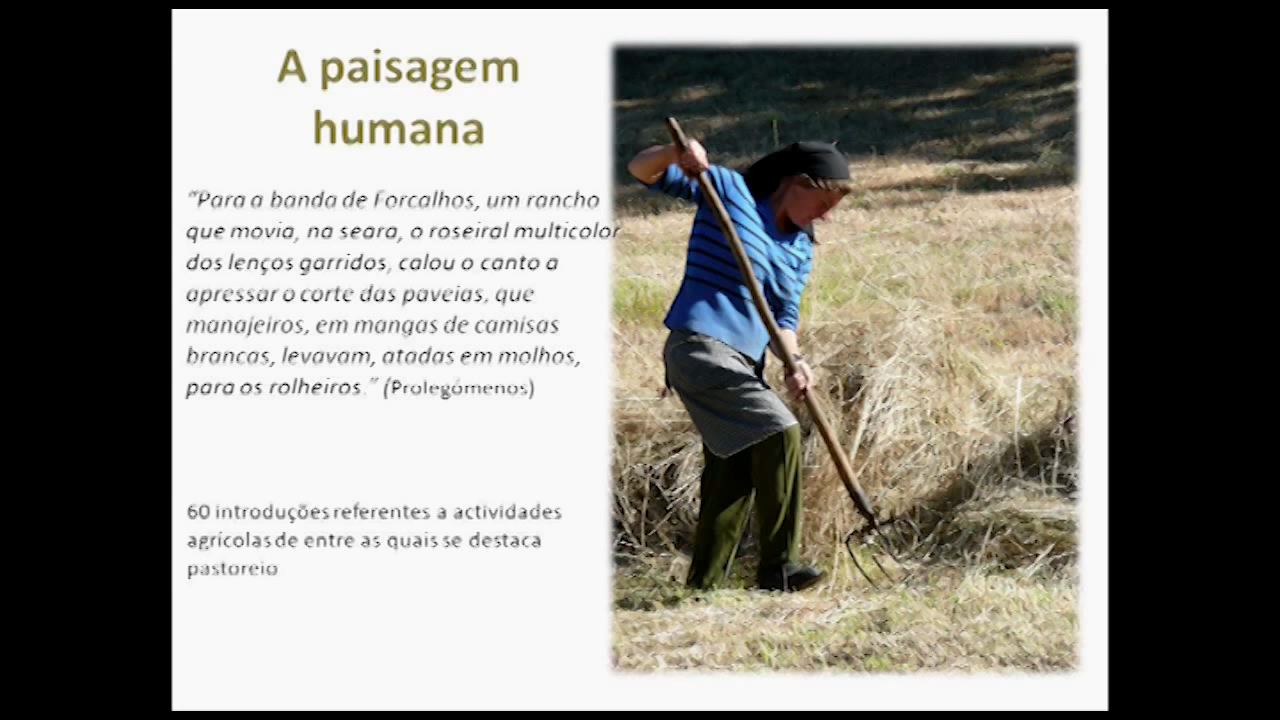 A paisagem
humana
"Para a banda de Forcalhos, um rancho
que movia, na seara, o roseiral multicolor
dos lenços garridos, calou o canto a
apressar o corte das paveias, que
manajeiros, em mangas de camisas
brancas, levavam, atadas em molhos,
para os rolheiros." (Prolegómenos)
60 introduções referentes a actividades
agrícolas de entre as quais se destaca
pastoreio